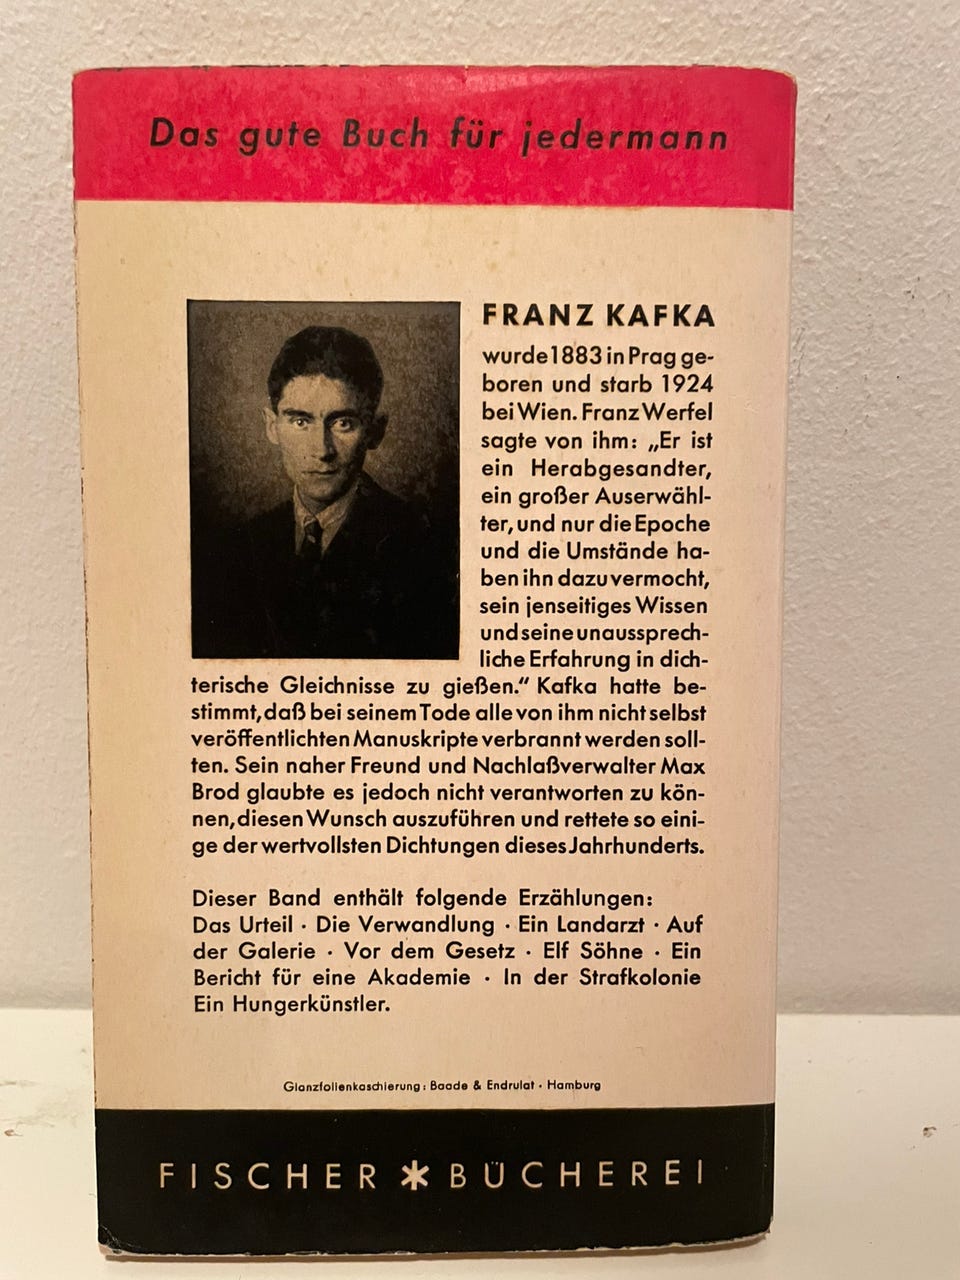 Das gute Buch für jedermann
FRANZ KAFKA
wurde 1883 in Prag ge-
boren und starb 1924
bei Wien. Franz Werfel
sagte von ihm: „Er ist
ein Herabgesandter,
ein großer Auserwähl-
ter, und nur die Epoche
und die Umstände ha-
ben ihn dazu vermocht,
sein jenseitiges Wissen
und seine unaussprech-
liche Erfahrung in dich-
terische Gleichnisse zu gießen.“ Kafka hatte be-
stimmt, daß bei seinem Tode alle von ihm nicht selbst
veröffentlichten Manuskripte verbrannt werden soll-
ten. Sein naher Freund und Nachlaßverwalter Max
Brod glaubte es jedoch nicht verantworten zu kön-
nen, diesen Wunsch auszuführen und rettete so eini-
ge der wertvollsten Dichtungen dieses Jahrhunderts.
Dieser Band enthält folgende Erzählungen:
Das Urteil · Die Verwandlung · Ein Landarzt · Auf
der Galerie · Vor dem Gesetz · Elf Söhne · Ein
Bericht für eine Akademie · In der Strafkolonie
Ein Hungerkünstler.
Glanzfolienkaschierung: Baade & Endrulat · Hamburg
FISCHER * BÜCHEREI